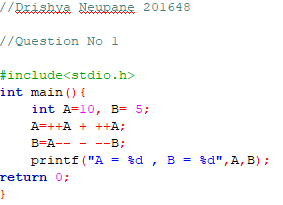 //Drishya Neupane 201648
//Question No 1
#include<stdio.h>
int main(){
int A=10, B= 5;
A=++A + ++A;
B=A-- - --B;
printf("A = %d , B = %d",A,B);
return 0;
}